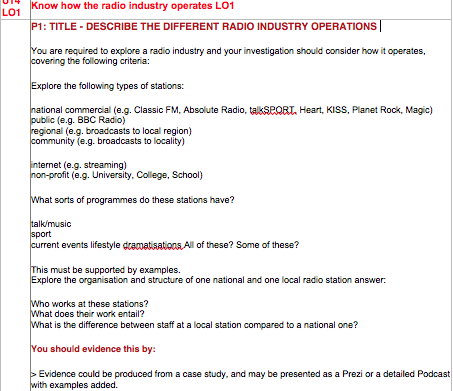 U14
Know how the radio industry operates LO1
LO1
P1: TITLE - DESCRIBE THE DIFFERENT RADIO INDUSTRY OPERATIONS
You are required to explore a radio industry and your investigation should consider how it operates,
covering the following criteria:
Explore the following types of stations:
national commercial (e.g. Classic FM, Absolute Radio, talkSPORT, Heart, KISS, Planet Rock, Magic)
public (e.g. BBC Radio)
regional (e.g. broadcasts to local region)
community (e.g. broadcasts to locality)
internet (e.g. streaming)
non-profit (e.g. University, College, School)
What sorts of programmes do these stations have?
talk/music
sport
current events lifestyle dramatisations All of these? Some of these?
This must be supported by examples.
Explore the organisation and structure of one national and one local radio station answer:
Who works at these stations?
What does their work entail?
What is the difference between staff at a local station compared to a national one?
You should evidence this by:
> Evidence could be produced from a case study, and may be presented as a Prezi or a detailed Podcast
with examples added.